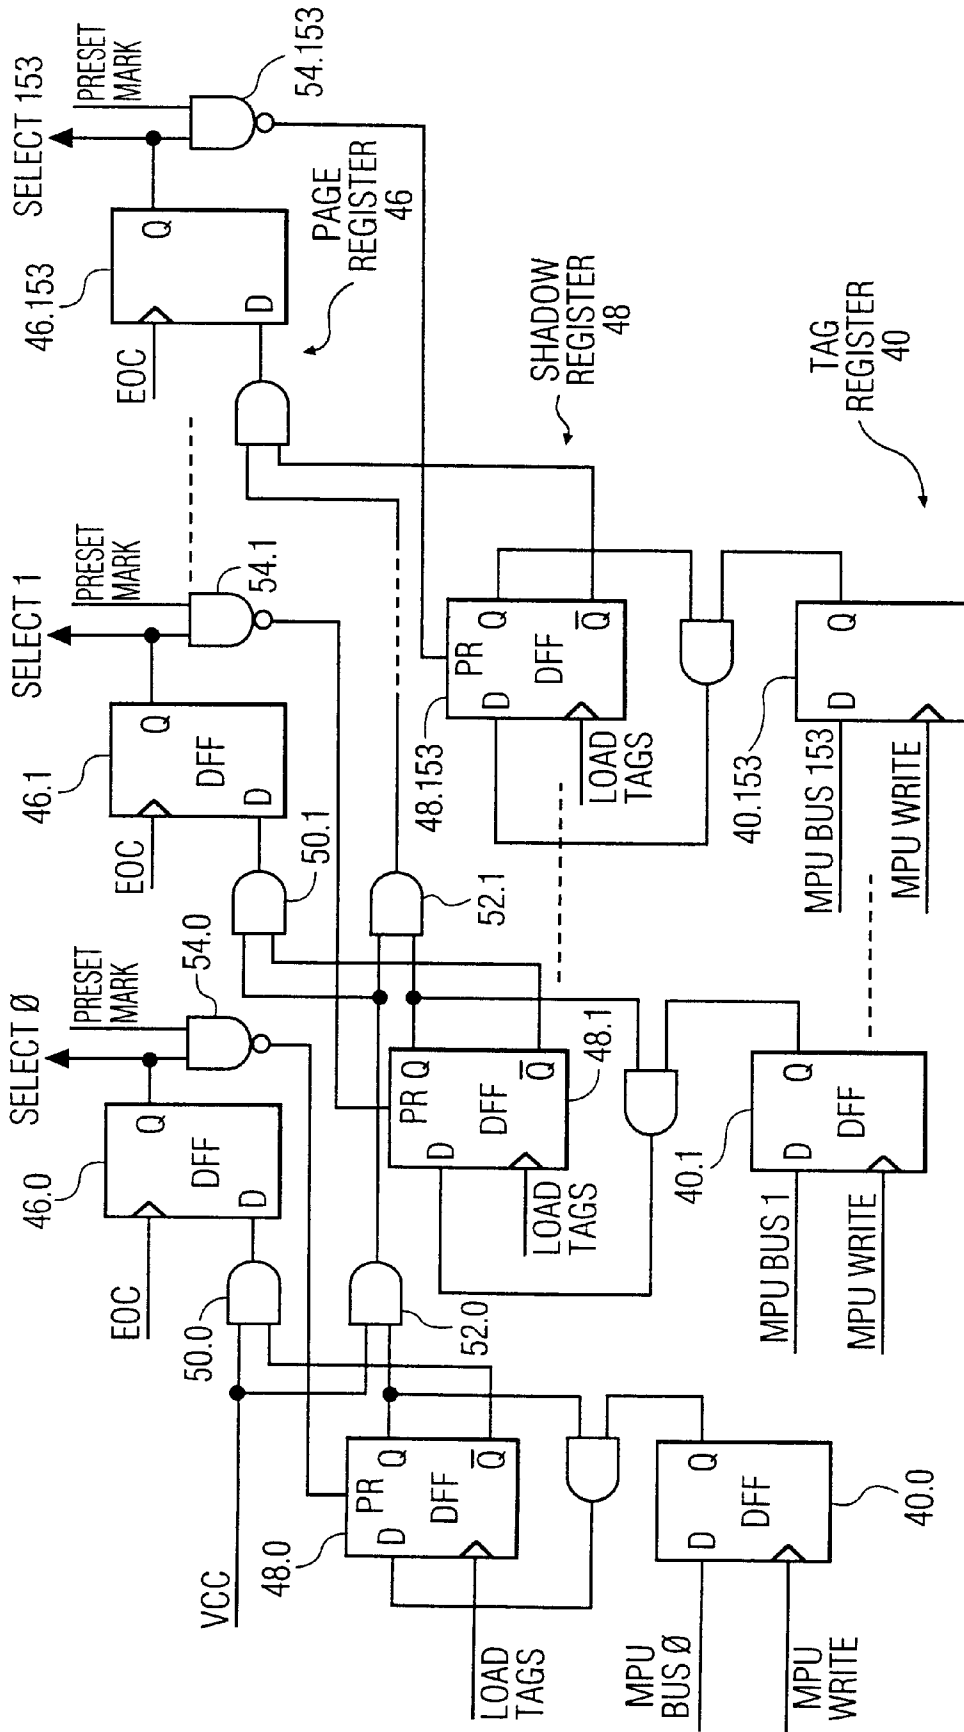 SELECT Ø
PRESET
MARK
SELECT 1
PRESET
MARK
SELECT 153
PRESET
MARK
54.0
54.1
54.153
46.0
Q
DFF
D
EOC
46.1
Q
DFF
D
EOC
46.153
Q
D
EOC
PAGE
REGISTER
46
50.0
50.1
VCC
52.0
52.1
48.0
PR
Q
D
DFF
Q̅
LOAD
TAGS
48.1
PR
Q
D
DFF
Q̅
LOAD
TAGS
48.153
PR
Q
D
DFF
Q̅
LOAD
TAGS
SHADOW
REGISTER
48
MPU
BUS Ø
MPU
WRITE
D
Q
DFF
40.0
MPU BUS 1
MPU WRITE
D
Q
DFF
40.1
MPU BUS 153
MPU WRITE
D
Q
40.153
TAG
REGISTER
40